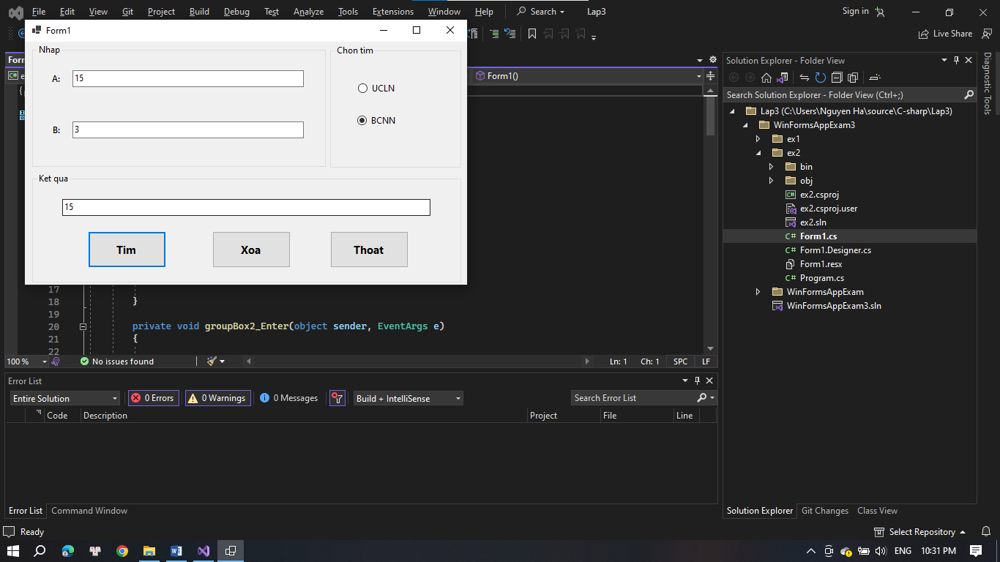 File Edit View Git Project Build Debug Test Analyze Tools Extensions Window Help Search Lap3 Sign in
Live Share
Form1
Nhap
A: 15
B: 3
Chon tim
UCLN
BCNN
Ket qua
15
Tim Xoa Thoat
Form1()
17
18 }
19
20 private void groupBox2_Enter(object sender, EventArgs e)
21 {
22
100 % No issues found Ln: 1 Ch: 1 SPC LF
Error List
Entire Solution 0 Errors 0 Warnings 0 Messages Build + IntelliSense Search Error List
Code Description Project File Line
Error List Command Window
Solution Explorer - Folder View
Search Solution Explorer - Folder View (Ctrl+;)
Lap3 (C:\Users\Nguyen Ha\source\C-sharp\Lap3)
WinFormsAppExam3
ex1
ex2
bin
obj
C# ex2.csproj
ex2.csproj.user
ex2.sln
C# Form1.cs
C# Form1.Designer.cs
Form1.resx
C# Program.cs
WinFormsAppExam
WinFormsAppExam3.sln
Solution Explorer Git Changes Class View
Diagnostic Tools
Ready Select Repository
ENG 10:31 PM